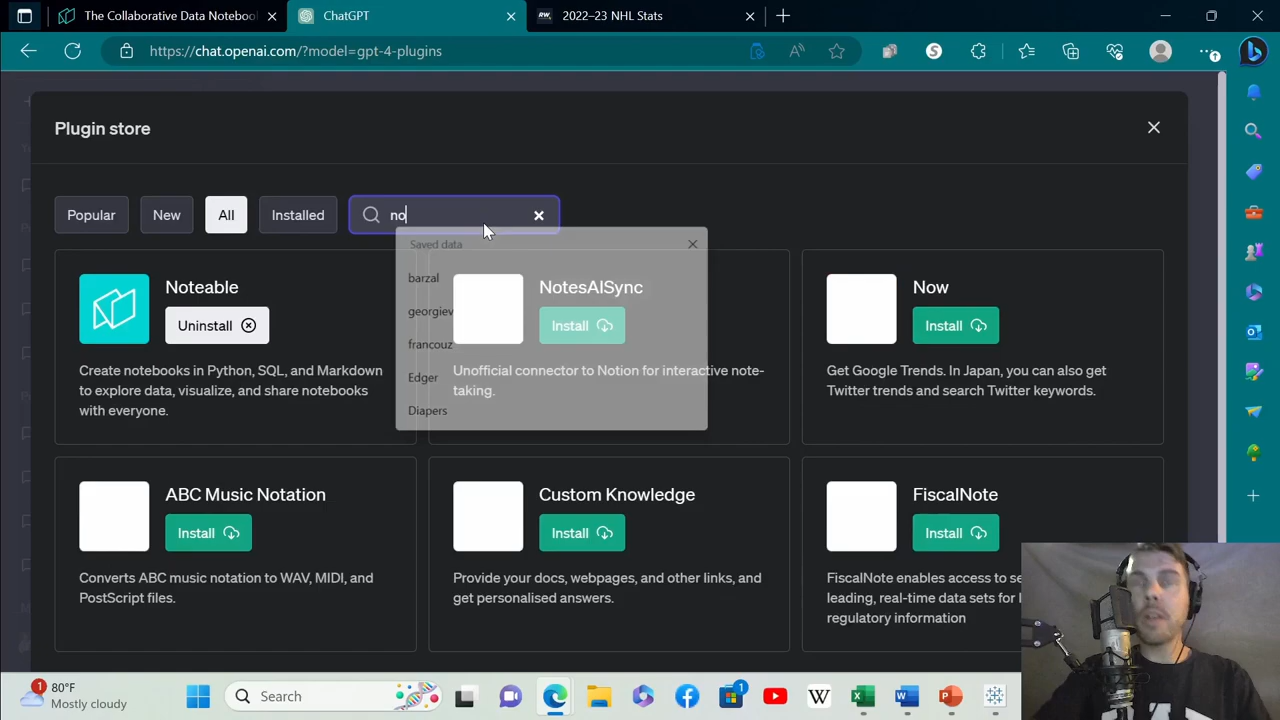 The Collaborative Data Notebool
ChatGPT
RW.
2022–23 NHL Stats
https://chat.openai.com/?model=gpt-4-plugins
Plugin store
Popular
New
All
Installed
no
Saved data
barzal
georgiev
francouz
Edger
Diapers
Noteable
Uninstall
Create notebooks in Python, SQL, and Markdown
to explore data, visualize, and share notebooks
with everyone.
NotesAISync
Install
Unofficial connector to Notion for interactive note-
taking.
Now
Install
Get Google Trends. In Japan, you can also get
Twitter trends and search Twitter keywords.
ABC Music Notation
Install
Converts ABC music notation to WAV, MIDI, and
PostScript files.
Custom Knowledge
Install
Provide your docs, webpages, and other links, and
get personalised answers.
FiscalNote
Install
FiscalNote enables access to se
leading, real-time data sets for l
regulatory information
1
80°F
Mostly cloudy
Search
1